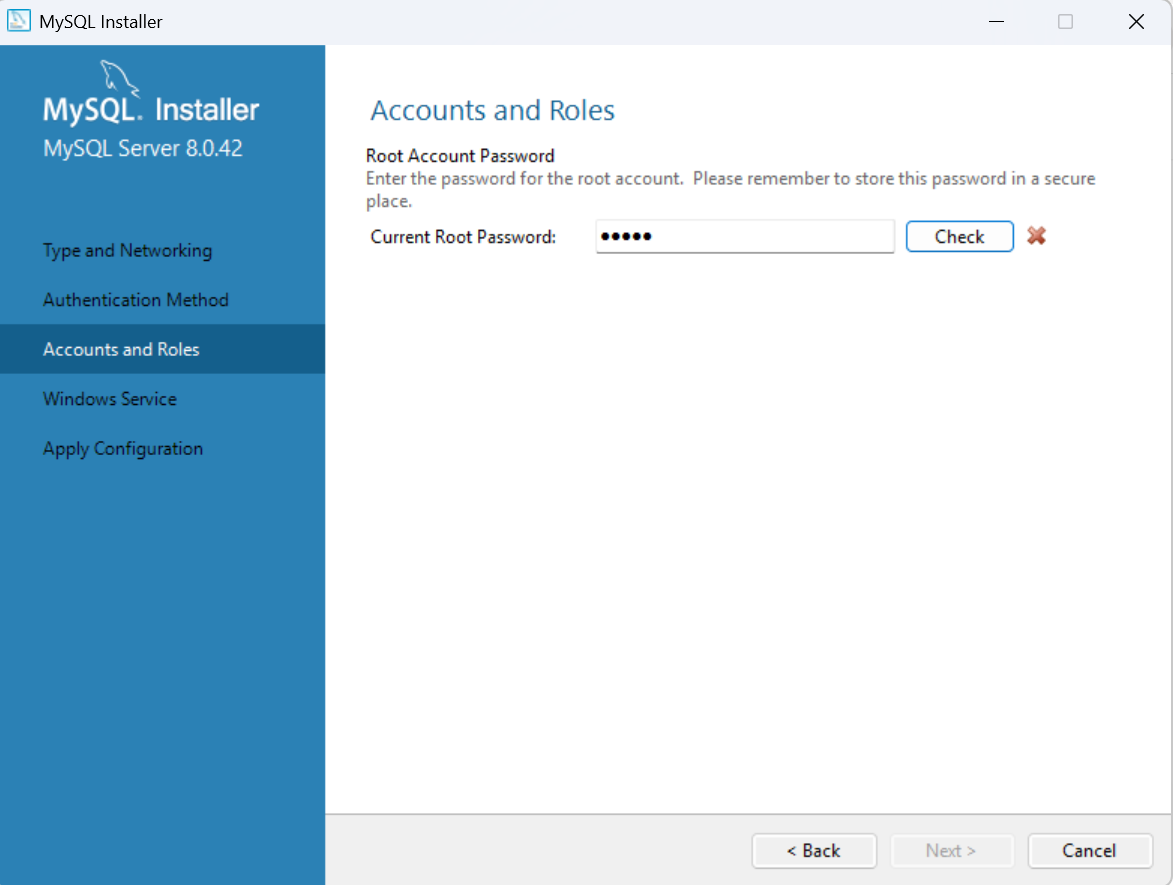 MySQL Installer
MySQL. Installer
MySQL Server 8.0.42
Type and Networking
Authentication Method
Accounts and Roles
Windows Service
Apply Configuration
Accounts and Roles
Root Account Password
Enter the password for the root account.  Please remember to store this password in a secure
place.
Current Root Password: ●●●●● Check
< Back Next > Cancel